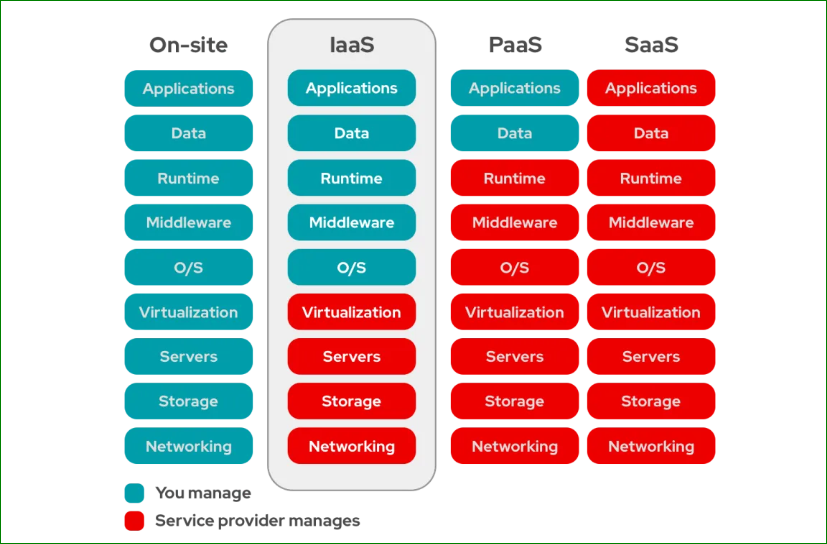 On-site IaaS PaaS SaaS
Applications Applications Applications Applications
Data Data Data Data
Runtime Runtime Runtime Runtime
Middleware Middleware Middleware Middleware
O/S O/S O/S O/S
Virtualization Virtualization Virtualization Virtualization
Servers Servers Servers Servers
Storage Storage Storage Storage
Networking Networking Networking Networking
You manage
Service provider manages